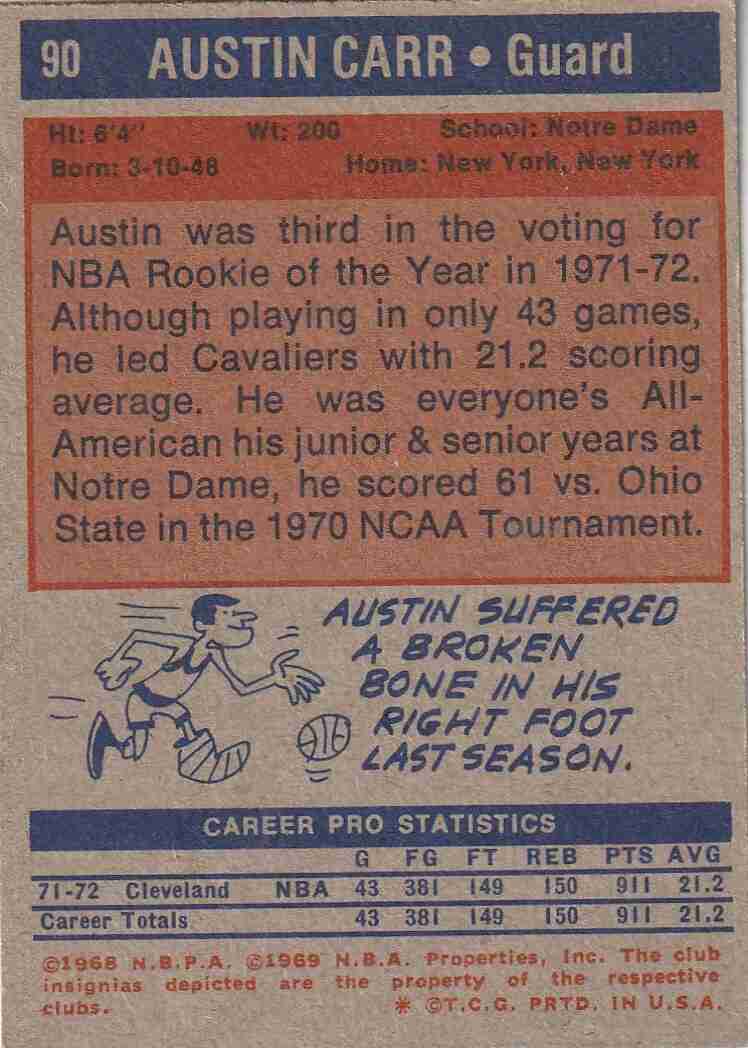 90 AUSTIN CARR • Guard
Ht: 6'4" Wt: 200 School: Notre Dame
Born: 3-10-48 Home: New York, New York
Austin was third in the voting for
NBA Rookie of the Year in 1971-72.
Although playing in only 43 games,
he led Cavaliers with 21.2 scoring
average. He was everyone's All-
American his junior & senior years at
Notre Dame, he scored 61 vs. Ohio
State in the 1970 NCAA Tournament.
AUSTIN SUFFERED
A BROKEN
BONE IN HIS
RIGHT FOOT
LAST SEASON.
CAREER PRO STATISTICS
G FG FT REB PTS AVG
71-72 Cleveland NBA 43 381 149 150 911 21.2
Career Totals 43 381 149 150 911 21.2
©1968 N.B.P.A. ©1969 N.B.A. Properties, Inc. The club
insignias depicted are the property of the respective
clubs. * ©T.C.G. PRTD. IN U.S.A.